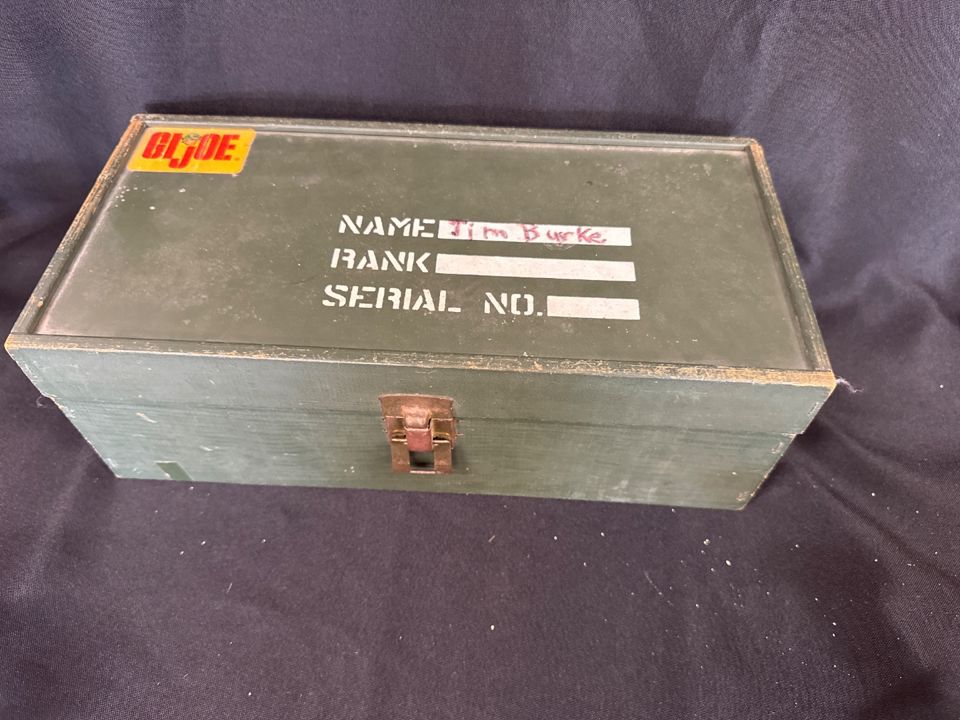 GI JOE
NAME Jim Burke
RANK
SERIAL NO.